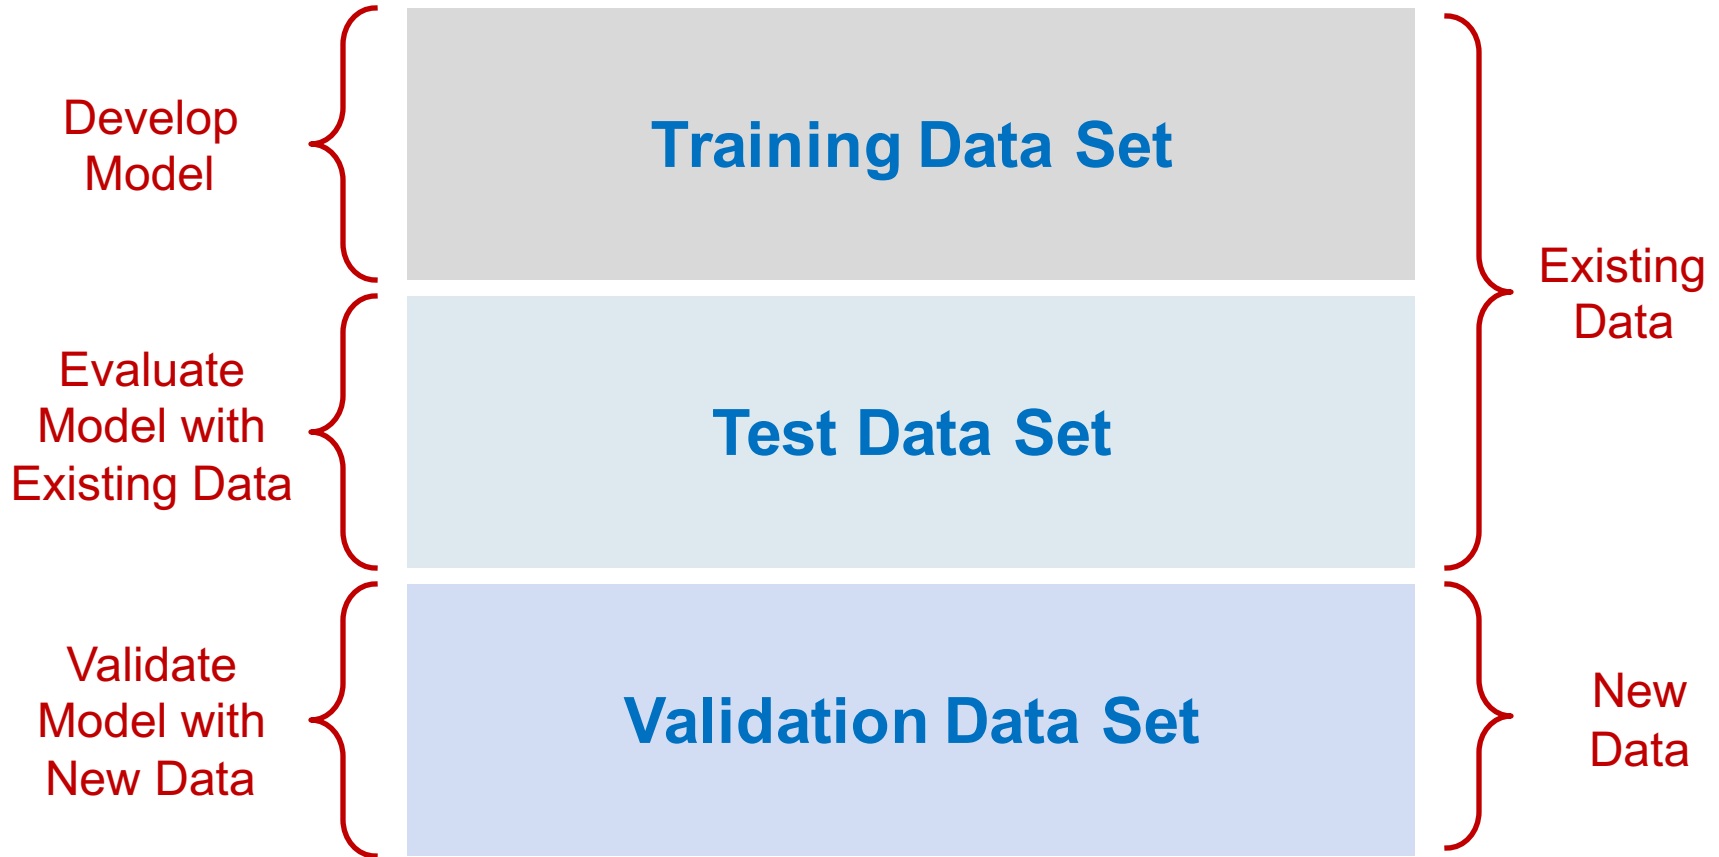 Develop
Model
Training Data Set
Existing
Data
Evaluate
Model with
Existing Data
Test Data Set
Validate
Model with
New Data
Validation Data Set
New
Data